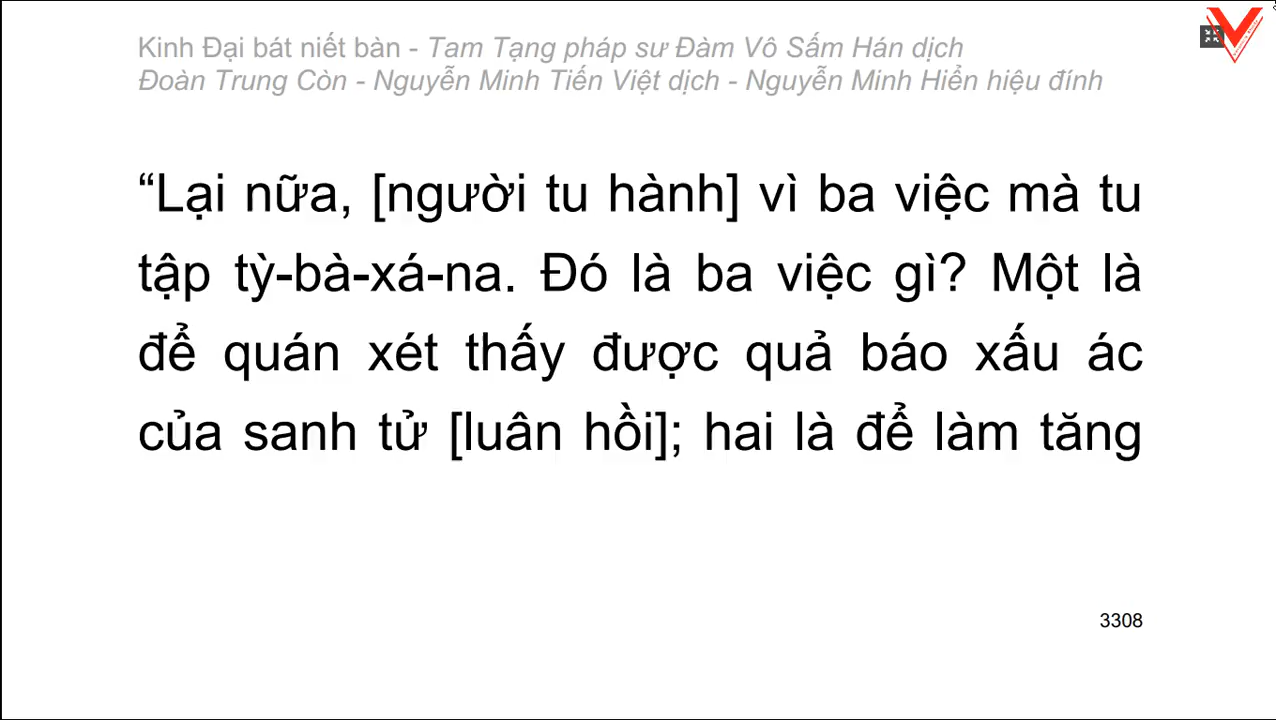 Kinh Đại bát niết bàn - Tam Tạng pháp sư Đàm Vô Sấm Hán dịch
Đoàn Trung Còn - Nguyễn Minh Tiến Việt dịch - Nguyễn Minh Hiển hiệu đính
“Lại nữa, [người tu hành] vì ba việc mà tu
tập tỳ-bà-xá-na. Đó là ba việc gì? Một là
để quán xét thấy được quả báo xấu ác
của sanh tử [luân hồi]; hai là để làm tăng
3308